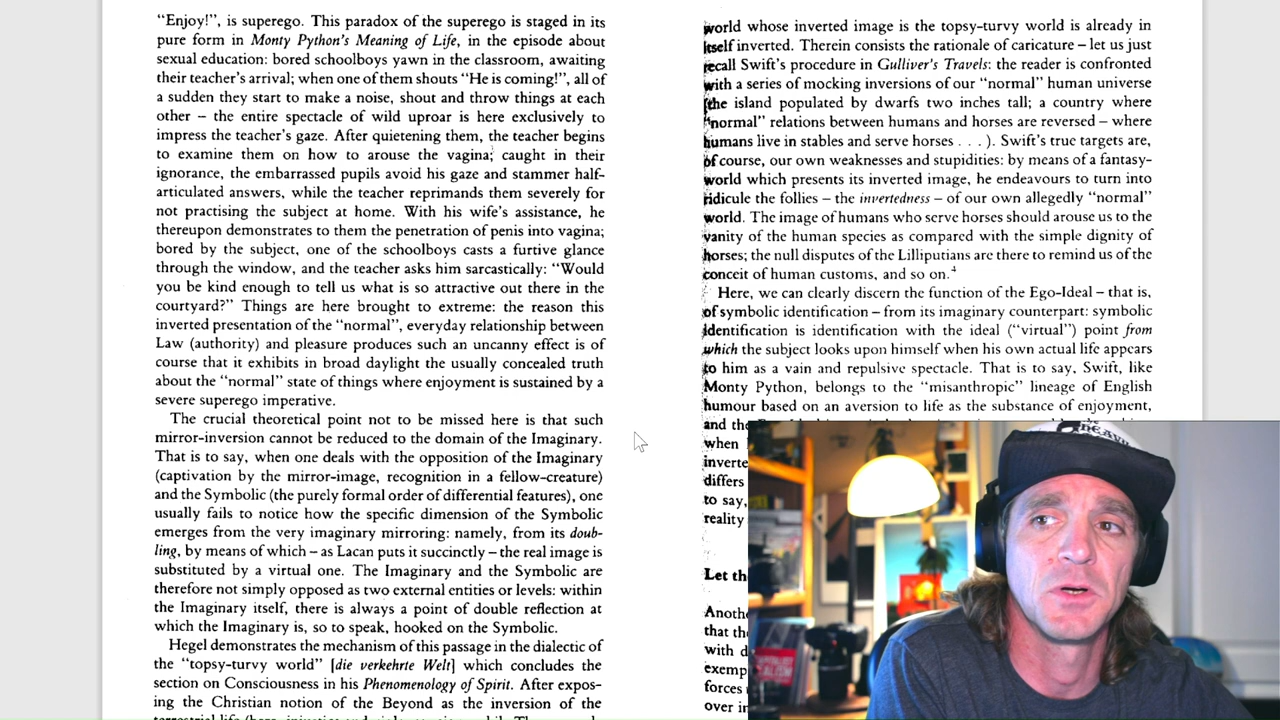 “Enjoy!”, is superego. This paradox of the superego is staged in its
pure form in Monty Python’s Meaning of Life, in the episode about
sexual education: bored schoolboys yawn in the classroom, awaiting
their teacher’s arrival; when one of them shouts “He is coming!”, all of
a sudden they start to make a noise, shout and throw things at each
other – the entire spectacle of wild uproar is here exclusively to
impress the teacher’s gaze. After quietening them, the teacher begins
to examine them on how to arouse the vagina; caught in their
ignorance, the embarrassed pupils avoid his gaze and stammer half-
articulated answers, while the teacher reprimands them severely for
not practising the subject at home. With his wife’s assistance, he
thereupon demonstrates to them the penetration of penis into vagina;
bored by the subject, one of the schoolboys casts a furtive glance
through the window, and the teacher asks him sarcastically: “Would
you be kind enough to tell us what is so attractive out there in the
courtyard?” Things are here brought to extreme: the reason this
inverted presentation of the “normal”, everyday relationship between
Law (authority) and pleasure produces such an uncanny effect is of
course that it exhibits in broad daylight the usually concealed truth
about the “normal” state of things where enjoyment is sustained by a
severe superego imperative.
The crucial theoretical point not to be missed here is that such
mirror-inversion cannot be reduced to the domain of the Imaginary.
That is to say, when one deals with the opposition of the Imaginary
(captivation by the mirror-image, recognition in a fellow-creature)
and the Symbolic (the purely formal order of differential features), one
usually fails to notice how the specific dimension of the Symbolic
emerges from the very imaginary mirroring: namely, from its doub-
ling, by means of which – as Lacan puts it succinctly – the real image is
substituted by a virtual one. The Imaginary and the Symbolic are
therefore not simply opposed as two external entities or levels: within
the Imaginary itself, there is always a point of double reflection at
which the Imaginary is, so to speak, hooked on the Symbolic.
Hegel demonstrates the mechanism of this passage in the dialectic of
the “topsy-turvy world” [die verkehrte Welt] which concludes the
section on Consciousness in his Phenomenology of Spirit. After expos-
ing the Christian notion of the Beyond as the inversion of the
world whose inverted image is the topsy-turvy world is already in
itself inverted. Therein consists the rationale of caricature – let us just
recall Swift’s procedure in Gulliver’s Travels: the reader is confronted
with a series of mocking inversions of our “normal” human universe
(the island populated by dwarfs two inches tall; a country where
“normal” relations between humans and horses are reversed – where
humans live in stables and serve horses . . . ). Swift’s true targets are,
of course, our own weaknesses and stupidities: by means of a fantasy-
world which presents its inverted image, he endeavours to turn into
ridicule the follies – the invertedness – of our own allegedly “normal”
world. The image of humans who serve horses should arouse us to the
vanity of the human species as compared with the simple dignity of
horses; the null disputes of the Lilliputians are there to remind us of the
conceit of human customs, and so on.⁴
Here, we can clearly discern the function of the Ego-Ideal – that is,
of symbolic identification – from its imaginary counterpart: symbolic
identification is identification with the ideal (“virtual”) point from
which the subject looks upon himself when his own actual life appears
to him as a vain and repulsive spectacle. That is to say, Swift, like
Monty Python, belongs to the “misanthropic” lineage of English
humour based on an aversion to life as the substance of enjoyment,
and the
when
inverte
differs
to say,
reality
Let th
Anoth
that th
with d
exemp
forces
over in